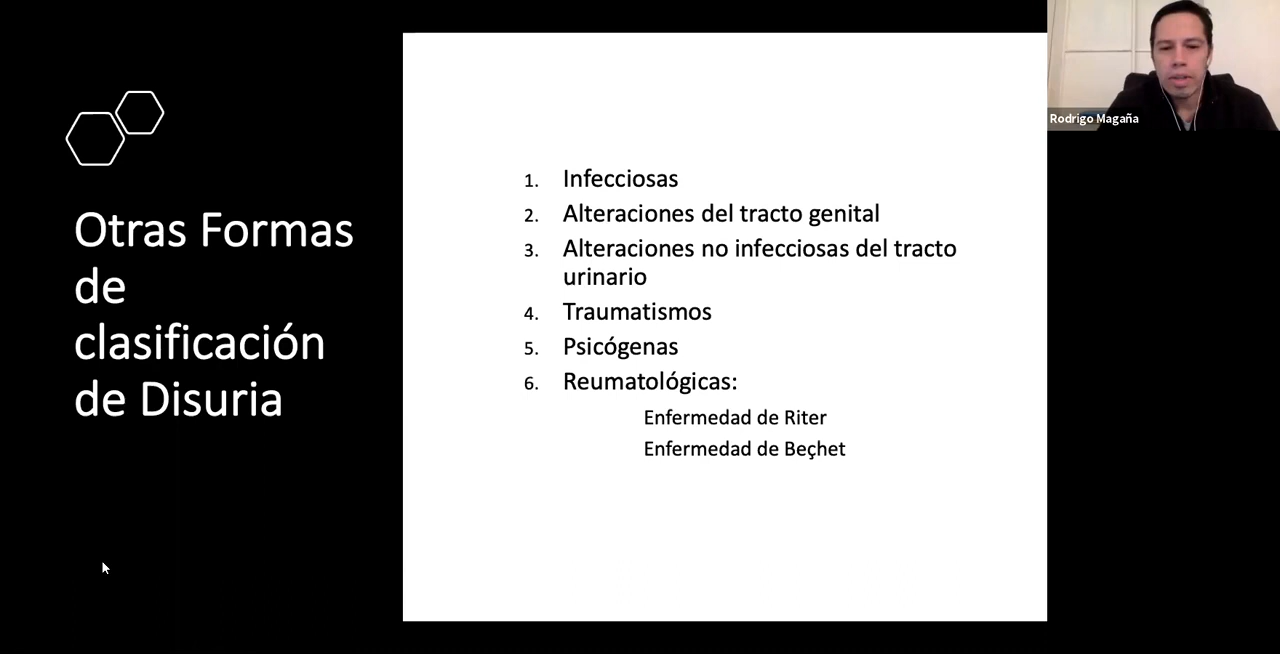 Otras Formas
de
clasificación
de Disuria
1. Infecciosas
2. Alteraciones del tracto genital
3. Alteraciones no infecciosas del tracto
urinario
4. Traumatismos
5. Psicógenas
6. Reumatológicas:
Enfermedad de Riter
Enfermedad de Beçhet
Rodrigo Magaña